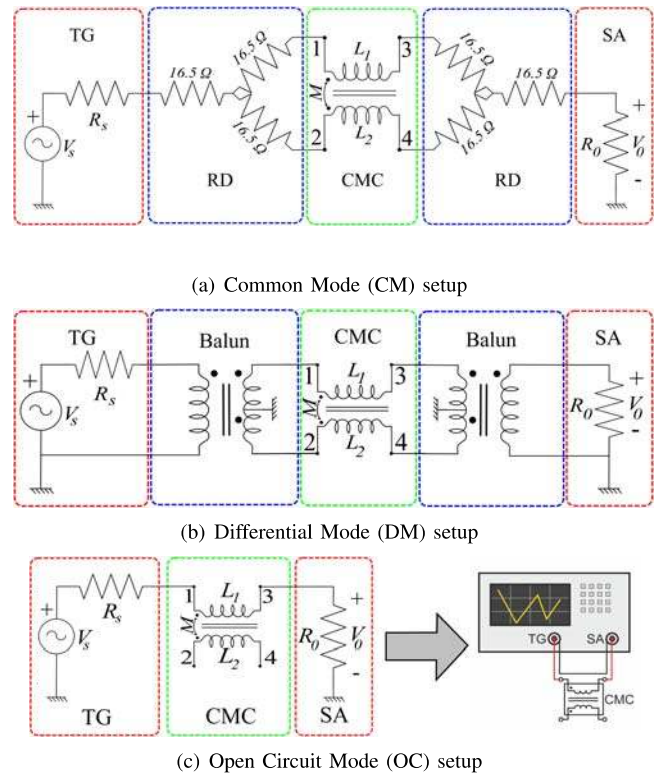 TG
CMC
SA
1
L1
3
16.5 Ω
16.5 Ω
16.5 Ω
16.5 Ω
+
Rs
M
+
Vs
16.5 Ω
16.5 Ω
R0
V0
2
L2
4
-
RD
CMC
RD
(a) Common Mode (CM) setup
TG
Balun
CMC
Balun
SA
+
Rs
1
L1
3
+
Vs
M
R0
V0
2
L2
4
-
(b) Differential Mode (DM) setup
+
Rs
1
L1
3
+
Vs
M
R0
V0
2
L2
4
-
TG
CMC
SA
TG
SA
CMC
(c) Open Circuit Mode (OC) setup